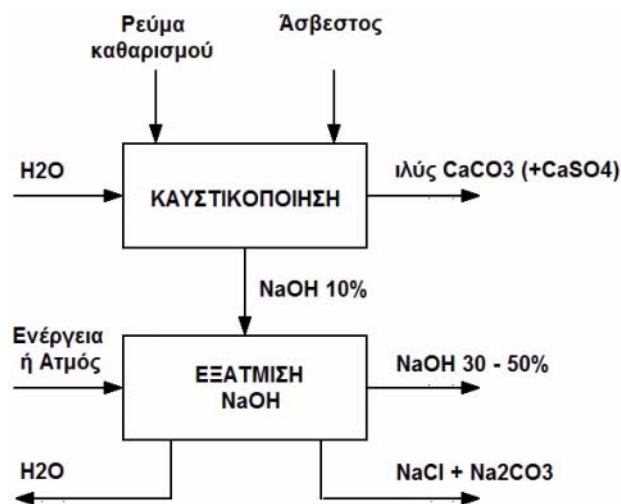 Ρεύμα
καθαρισμού
Άσβεστος
H2O
ΚΑΥΣΤΙΚΟΠΟΙΗΣΗ
ιλύς CaCO3 (+CaSO4)
NaOH 10%
Ενέργεια
ή Ατμός
ΕΞΑΤΜΙΣΗ
NaOH
NaOH 30 - 50%
H2O
NaCl + Na2CO3